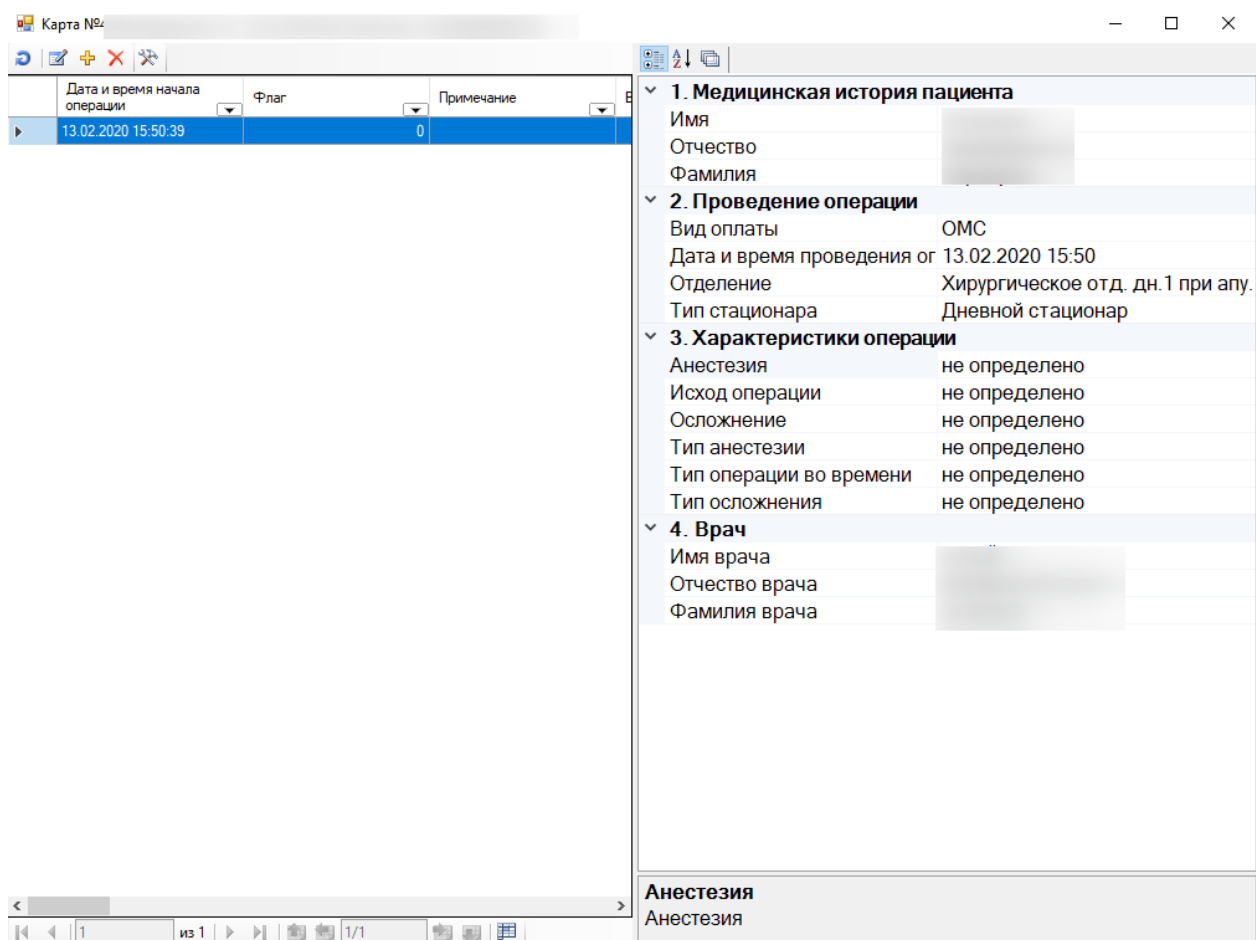 Карта №
Дата и время начала
операции
Флаг
Примечание
13.02.2020 15:50:39
0
1. Медицинская история пациента
Имя
Отчество
Фамилия
2. Проведение операции
Вид оплаты ОМС
Дата и время проведения ог 13.02.2020 15:50
Отделение Хирургическое отд. дн.1 при апу.
Тип стационара Дневной стационар
3. Характеристики операции
Анестезия не определено
Исход операции не определено
Осложнение не определено
Тип анестезии не определено
Тип операции во времени не определено
Тип осложнения не определено
4. Врач
Имя врача
Отчество врача
Фамилия врача
Анестезия
Анестезия
1 из 1 1/1